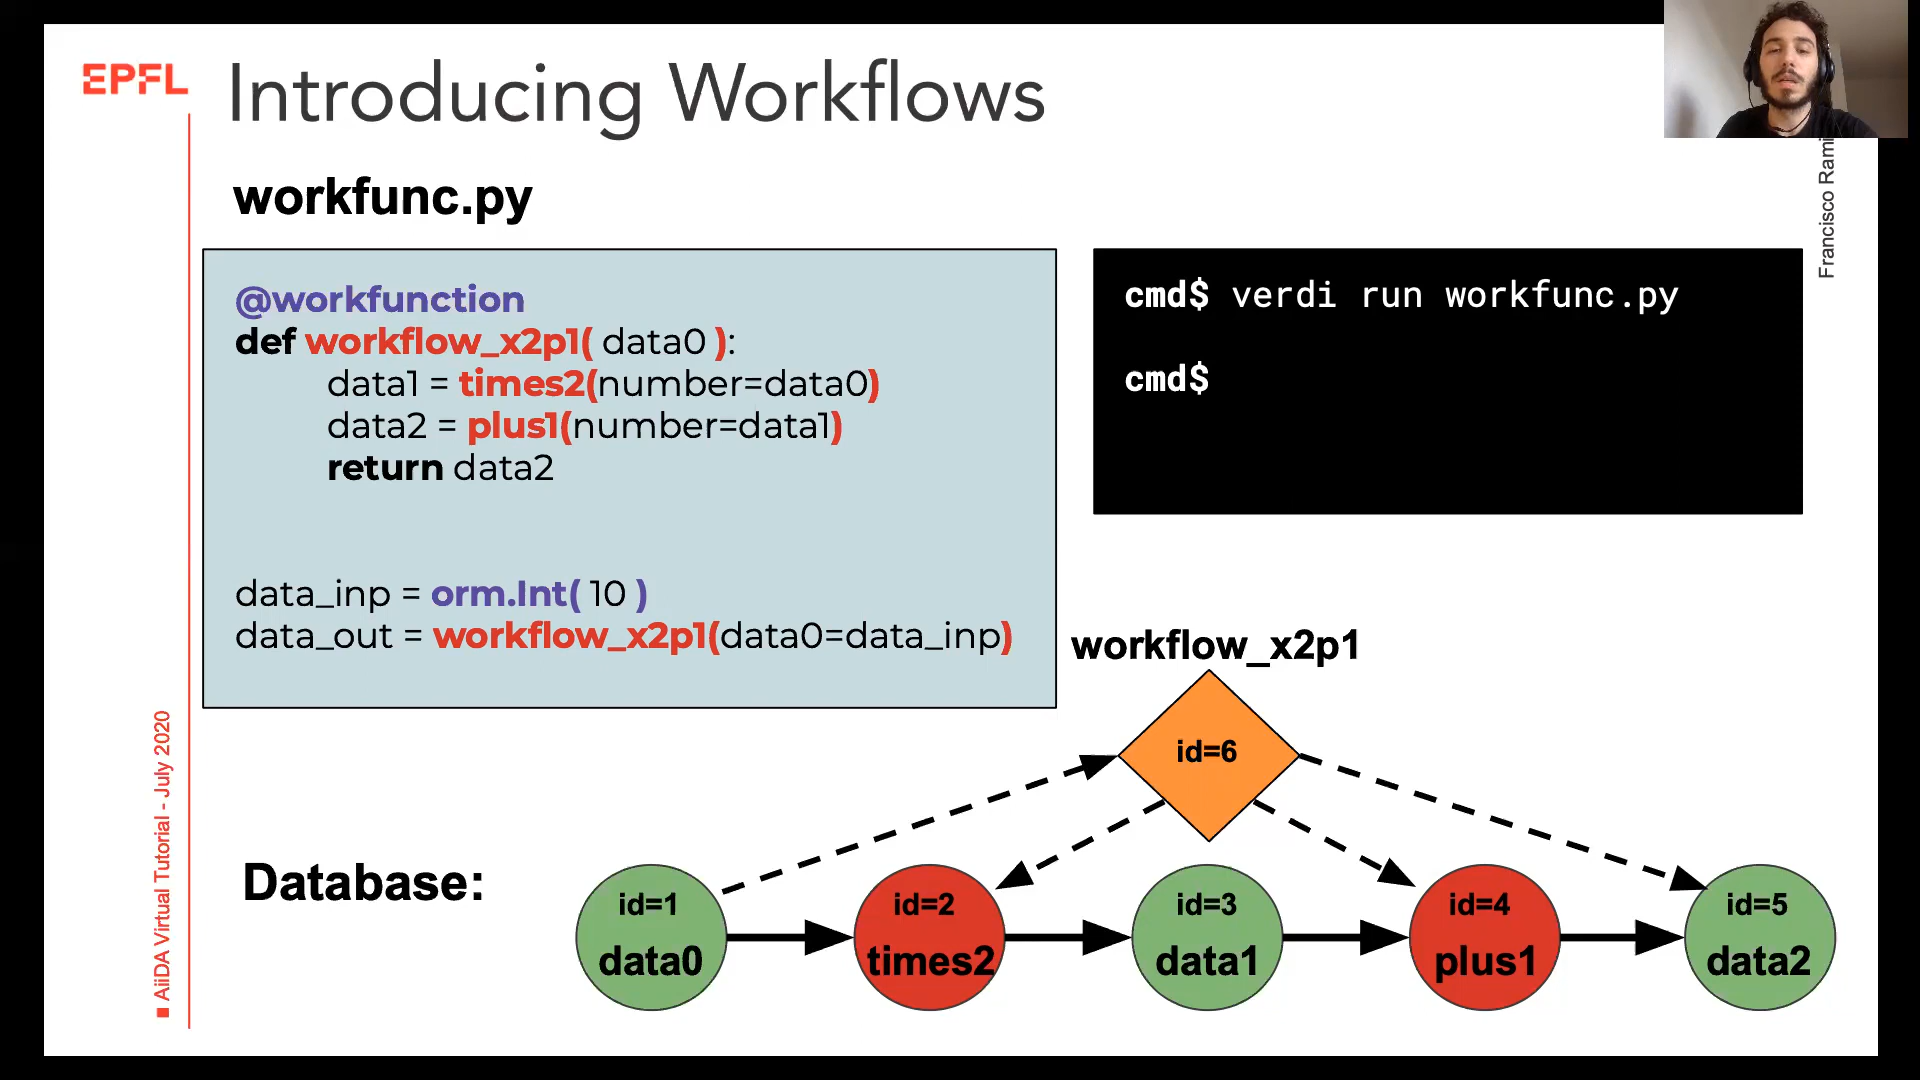 EPFL
Introducing Workflows
workfunc.py
@workfunction
def workflow_x2p1( data0 ):
data1 = times2(number=data0)
data2 = plus1(number=data1)
return data2
data_inp = orm.Int( 10 )
data_out = workflow_x2p1(data0=data_inp)
cmd$ verdi run workfunc.py
cmd$
Francisco
AiiDA Virtual Tutorial - July 2020
workflow_x2p1
id=6
Database:
id=1
data0
id=2
times2
id=3
data1
id=4
plus1
id=5
data2